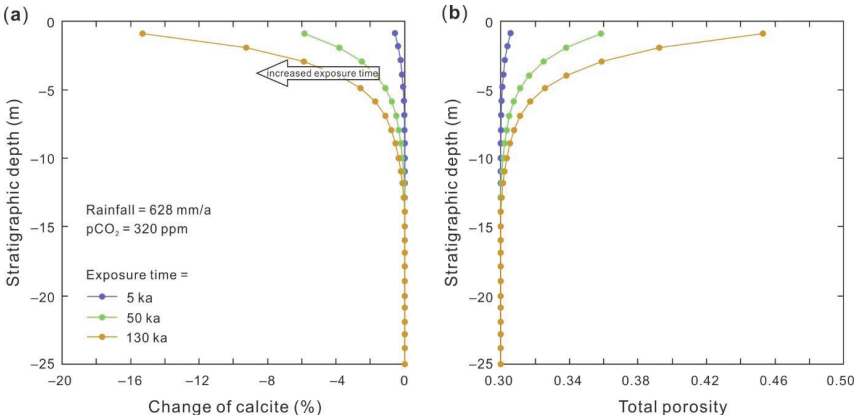 (a)
0
−5
−10
−15
−20
−25
Stratigraphic depth (m)
increased exposure time
Rainfall = 628 mm/a
pCO₂ = 320 ppm
Exposure time =
5 ka
50 ka
130 ka
−20 −16 −12 −8 −4 0
Change of calcite (%)
(b)
0
−5
−10
−15
−20
−25
Stratigraphic depth (m)
0.30 0.34 0.38 0.42 0.46 0.50
Total porosity